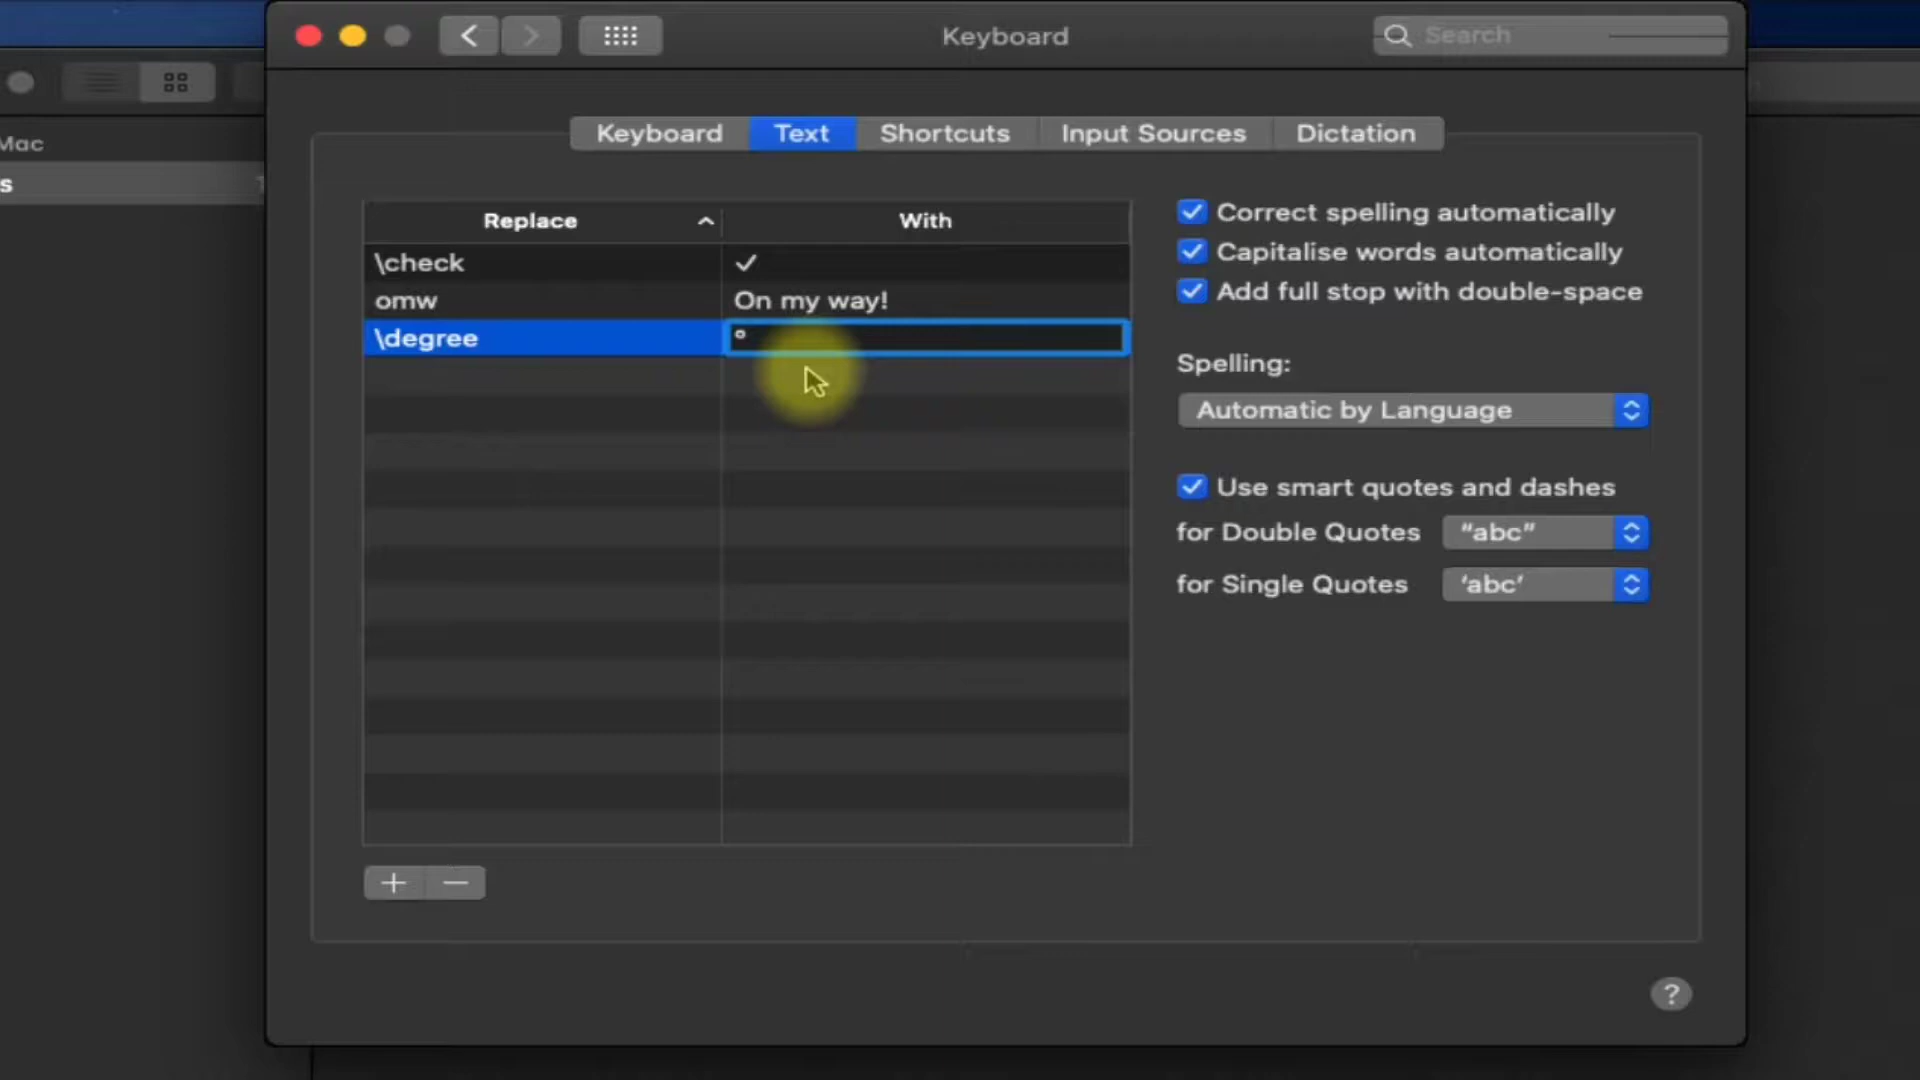 Keyboard
Search
Mac
s
Keyboard Text Shortcuts Input Sources Dictation
Replace With
\check ✓
omw On my way!
\degree °
Correct spelling automatically
Capitalise words automatically
Add full stop with double-space
Spelling:
Automatic by Language
Use smart quotes and dashes
for Double Quotes “abc”
for Single Quotes ‘abc’
?